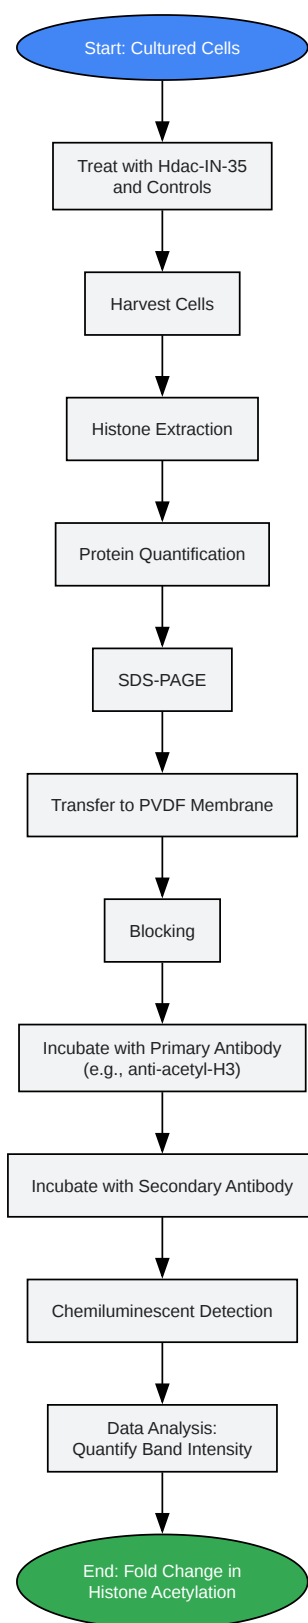 Start: Cultured Cells
Treat with Hdac-IN-35
and Controls
Harvest Cells
Histone Extraction
Protein Quantification
SDS-PAGE
Transfer to PVDF Membrane
Blocking
Incubate with Primary Antibody
(e.g., anti-acetyl-H3)
Incubate with Secondary Antibody
Chemiluminescent Detection
Data Analysis:
Quantify Band Intensity
End: Fold Change in
Histone Acetylation